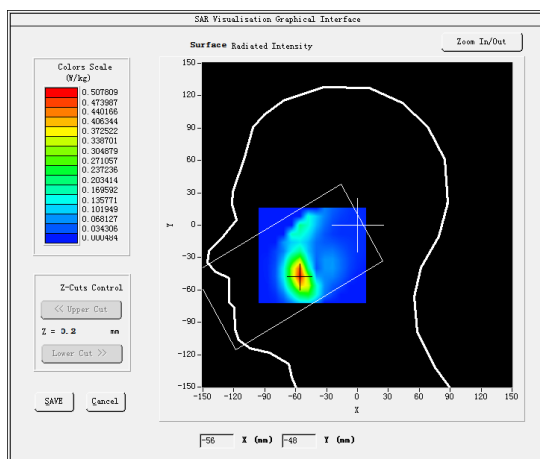 SAR Visualisation Graphical Interface
Surface Radiated Intensity
Zoom In/Out
Colors Scale
(W/kg)
0.507809
0.473987
0.440166
0.406344
0.372522
0.338701
0.304879
0.271057
0.237236
0.203414
0.169592
0.135771
0.101949
0.068127
0.034306
0.000484
Z-Cuts Control
<< Upper Cut
Z = 0.2 mm
Lower Cut >>
SAVE Cancel
150
120
90
60
30
0
-30
-60
-90
-120
-150
Y
-150 -120 -90 -60 -30 0 30 60 90 120 150
X
-56 X (mm) -48 Y (mm)